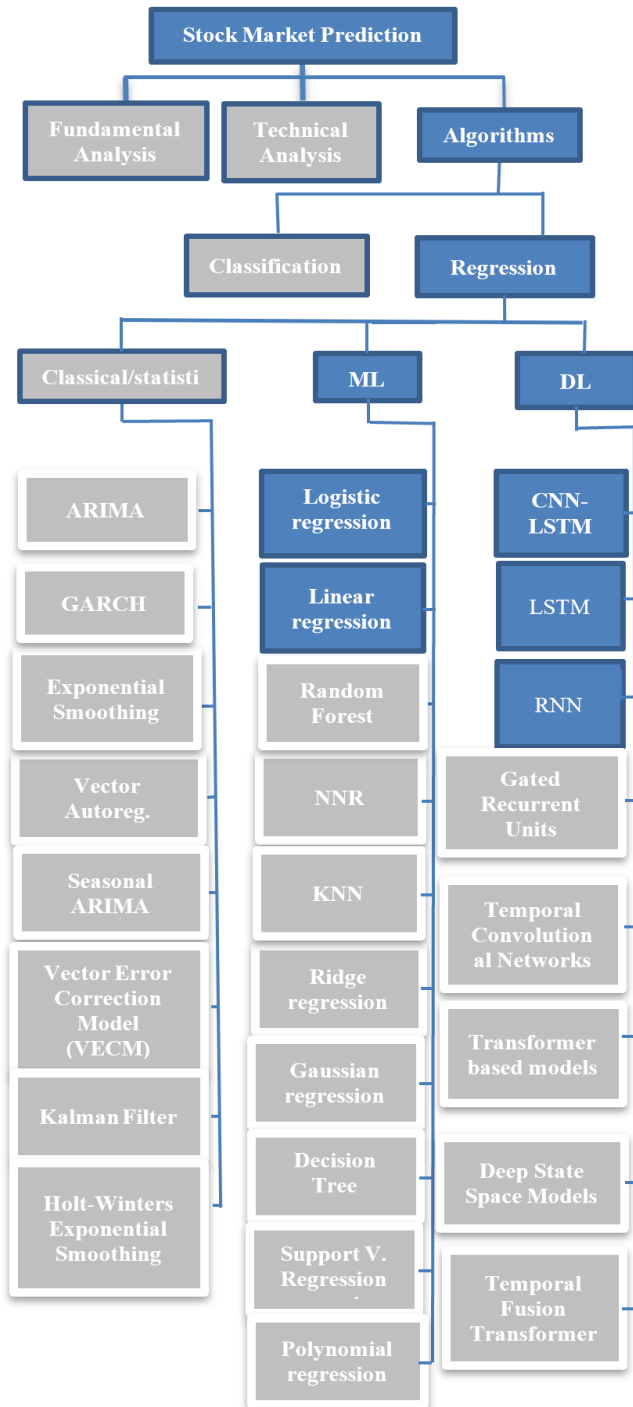 Stock Market Prediction
Fundamental
Analysis
Technical
Analysis
Algorithms
Classification
Regression
Classical/statisti
ML
DL
ARIMA
GARCH
Exponential
Smoothing
Vector
Autoreg.
Seasonal
ARIMA
Vector Error
Correction
Model
(VECM)
Kalman Filter
Holt-Winters
Exponential
Smoothing
Logistic
regression
Linear
regression
Random
Forest
NNR
KNN
Ridge
regression
Gaussian
regression
Decision
Tree
Support V.
Regression
Polynomial
regression
CNN-
LSTM
LSTM
RNN
Gated
Recurrent
Units
Temporal
Convolution
al Networks
Transformer
based models
Deep State
Space Models
Temporal
Fusion
Transformer